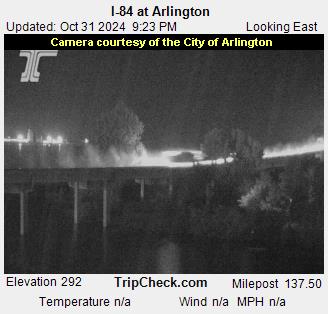 I-84 at Arlington
Updated: Oct 31 2024 9:23 PM Looking East
Camera courtesy of the City of Arlington
Elevation 292 TripCheck.com Milepost 137.50
Temperature n/a Wind n/a MPH n/a